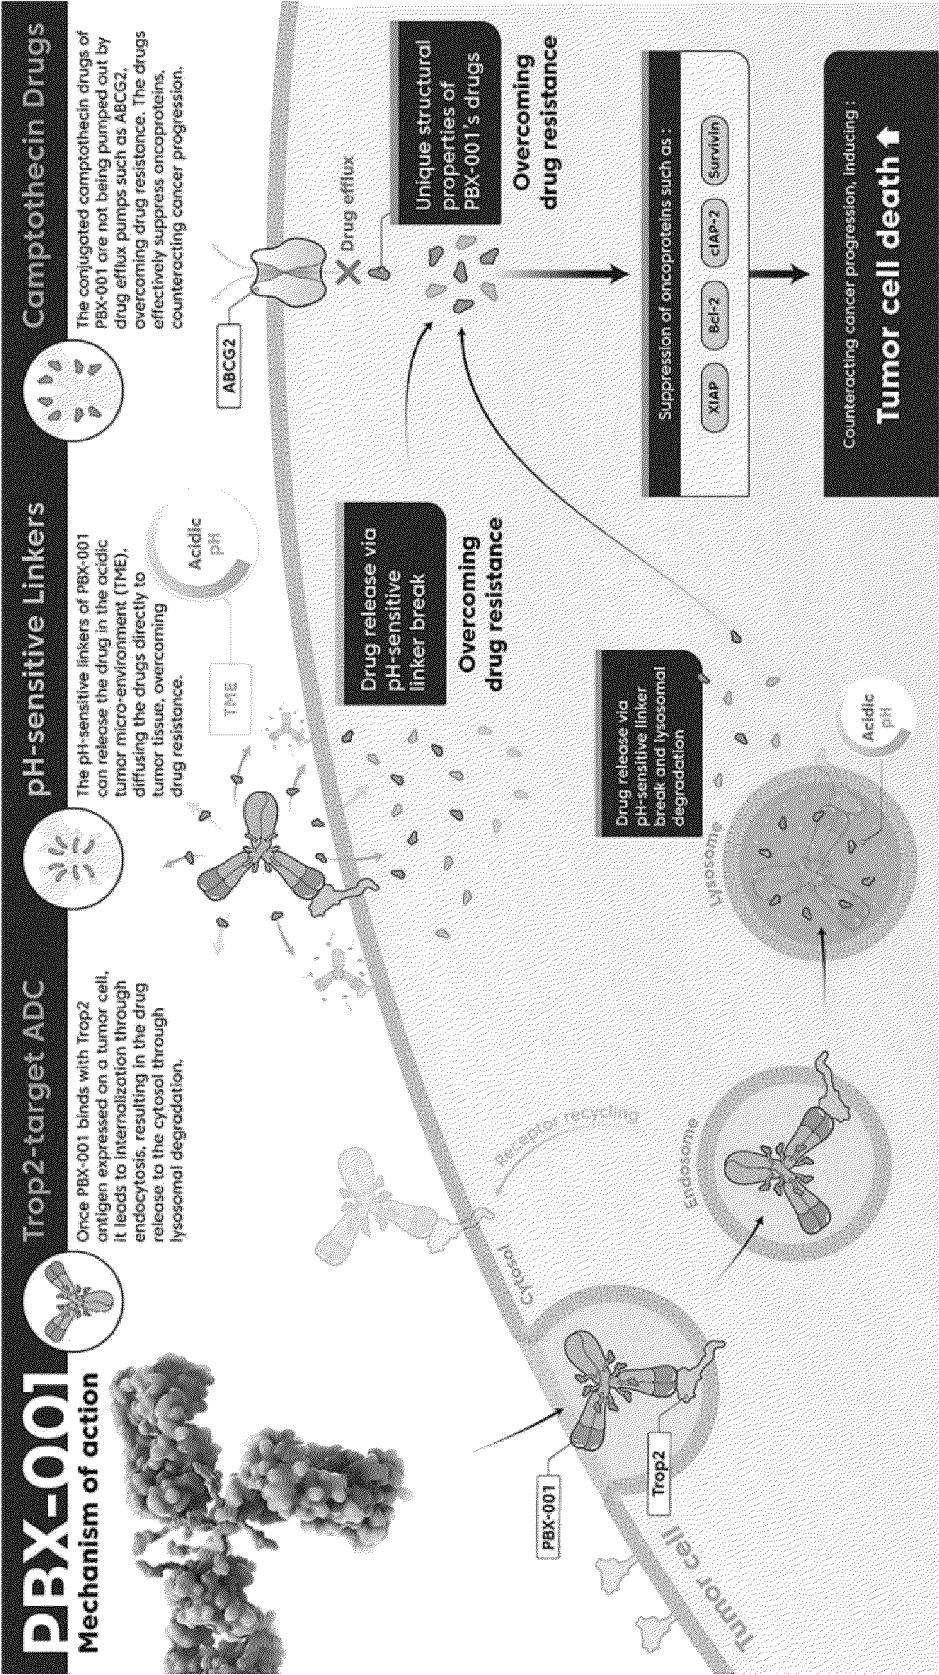 PBX-001
Mechanism of action
Trop2-target ADC
Once PBX-001 binds with Trop2
antigen expressed on a tumor cell,
it leads to internalization through
endocytosis, resulting in the drug
release to the cytosol through
lysosomal degradation.
pH-sensitive Linkers
The pH-sensitive linkers of PBX-001
can release the drug in the acidic
tumor micro-environment (TME),
diffusing the drugs directly to
tumor tissue, overcoming
drug resistance.
Camptothecin Drugs
The conjugated camptothecin drugs of
PBX-001 are not being pumped out by
drug efflux pumps such as ABCG2,
overcoming drug resistance. The drugs
effectively suppress oncoproteins,
counteracting cancer progression.
TME
Acidic
pH
ABCG2
Drug efflux
Unique structural
properties of
PBX-001's drugs
Overcoming
drug resistance
Drug release via
pH-sensitive
linker break
Overcoming
drug resistance
Receptor recycling
Cytosol
PBX-001
Trop2
Tumor cell
Endosome
Lysosome
Drug release via
pH-sensitive linker
break and lysosomal
degradation
Acidic
pH
Suppression of oncoproteins such as :
XIAP
Bcl-2
cIAP-2
Survivin
Counteracting cancer progression, inducing :
Tumor cell death